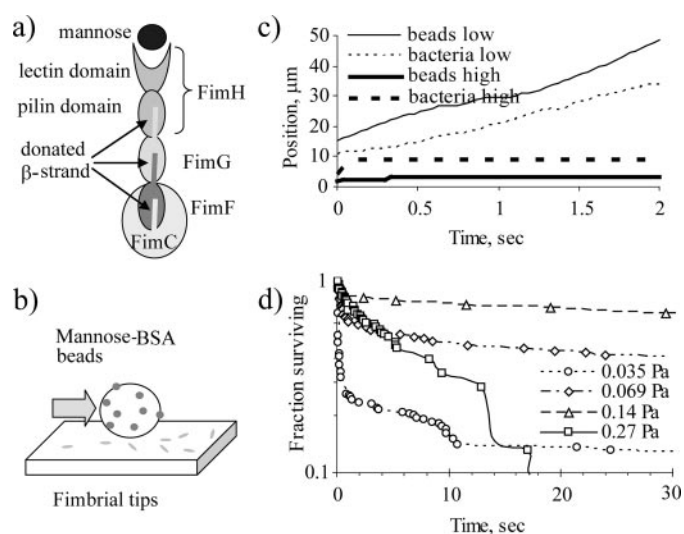 a)
mannose
lectin domain
pilin domain
FimH
donated
β-strand
FimG
FimF
FimC
b)
Mannose-BSA
beads
Fimbrial tips
c)
beads low
bacteria low
beads high
bacteria high
Position, μm
50
40
30
20
10
0
0 0.5 1 1.5 2
Time, sec
d)
Fraction surviving
1
0.1
0.035 Pa
0.069 Pa
0.14 Pa
0.27 Pa
0 10 20 30
Time, sec